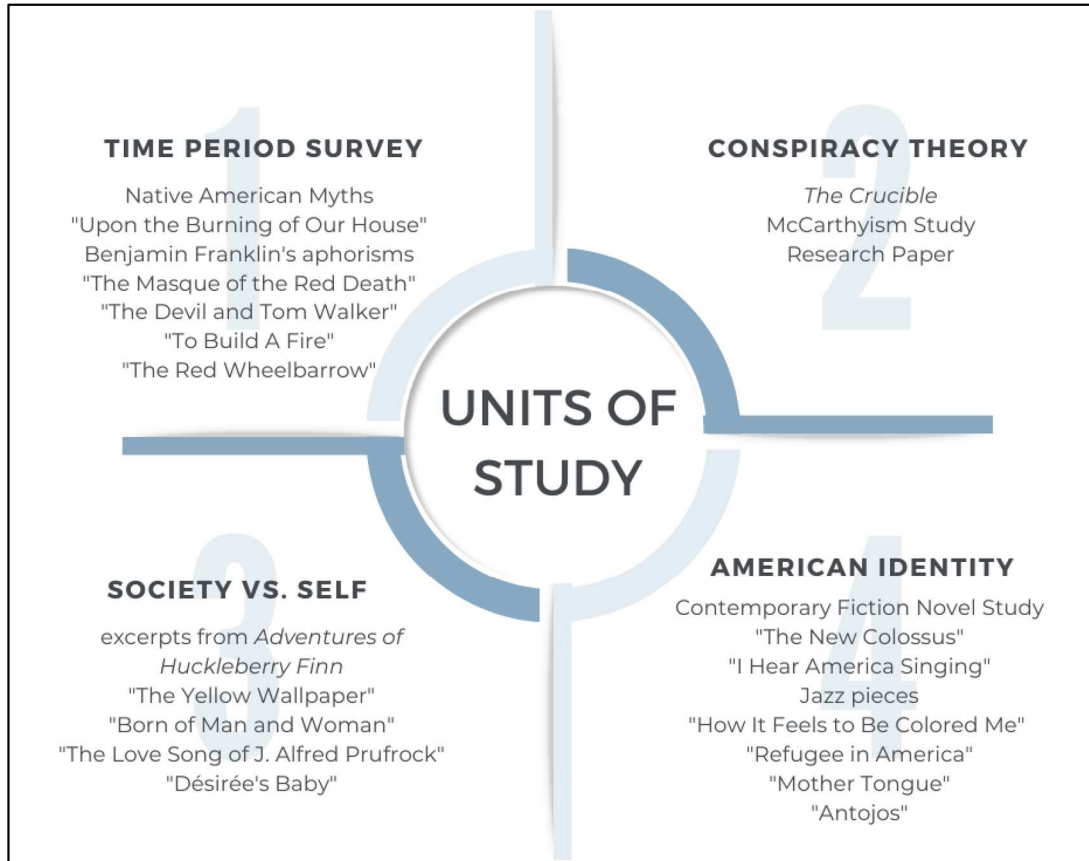 1
TIME PERIOD SURVEY
Native American Myths
"Upon the Burning of Our House"
Benjamin Franklin's aphorisms
"The Masque of the Red Death"
"The Devil and Tom Walker"
"To Build A Fire"
"The Red Wheelbarrow"
2
CONSPIRACY THEORY
The Crucible
McCarthyism Study
Research Paper
UNITS OF
STUDY
3
SOCIETY VS. SELF
excerpts from Adventures of
Huckleberry Finn
"The Yellow Wallpaper"
"Born of Man and Woman"
"The Love Song of J. Alfred Prufrock"
"Désirée's Baby"
4
AMERICAN IDENTITY
Contemporary Fiction Novel Study
"The New Colossus"
"I Hear America Singing"
Jazz pieces
"How It Feels to Be Colored Me"
"Refugee in America"
"Mother Tongue"
"Antojos"